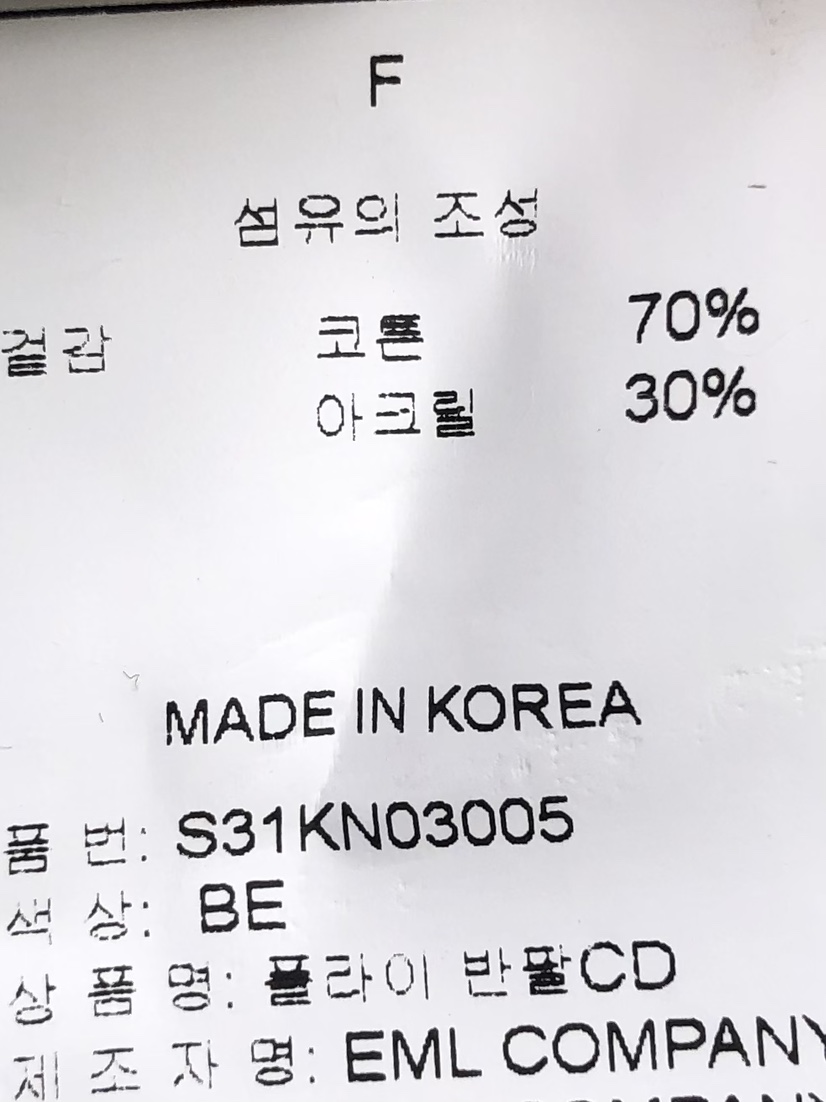 F
섬유의 조성
겉감 코튼 70%
아크릴 30%
MADE IN KOREA
품 번: S31KN03005
색 상: BE
상 품 명: 플라이 반팔CD
제 조 자 명: EML COMPANY
COMPANY